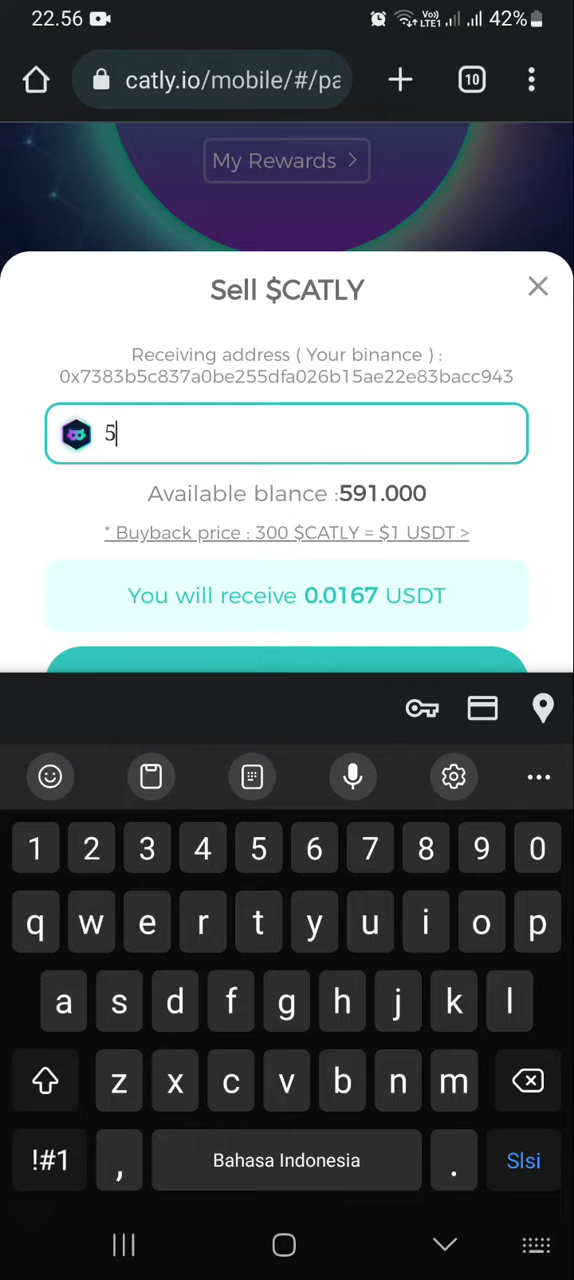 22.56 Vo)) LTE1 42%
catly.io/mobile/#/pa 10
My Rewards >
Sell $CATLY
Receiving address ( Your binance ) :
0x7383b5c837a0be255dfa026b15ae22e83bacc943
5
Available blance :591.000
* Buyback price : 300 $CATLY = $1 USDT >
You will receive 0.0167 USDT
1 2 3 4 5 6 7 8 9 0
q w e r t y u i o p
a s d f g h j k l
z x c v b n m
!#1 , Bahasa Indonesia . Slsi